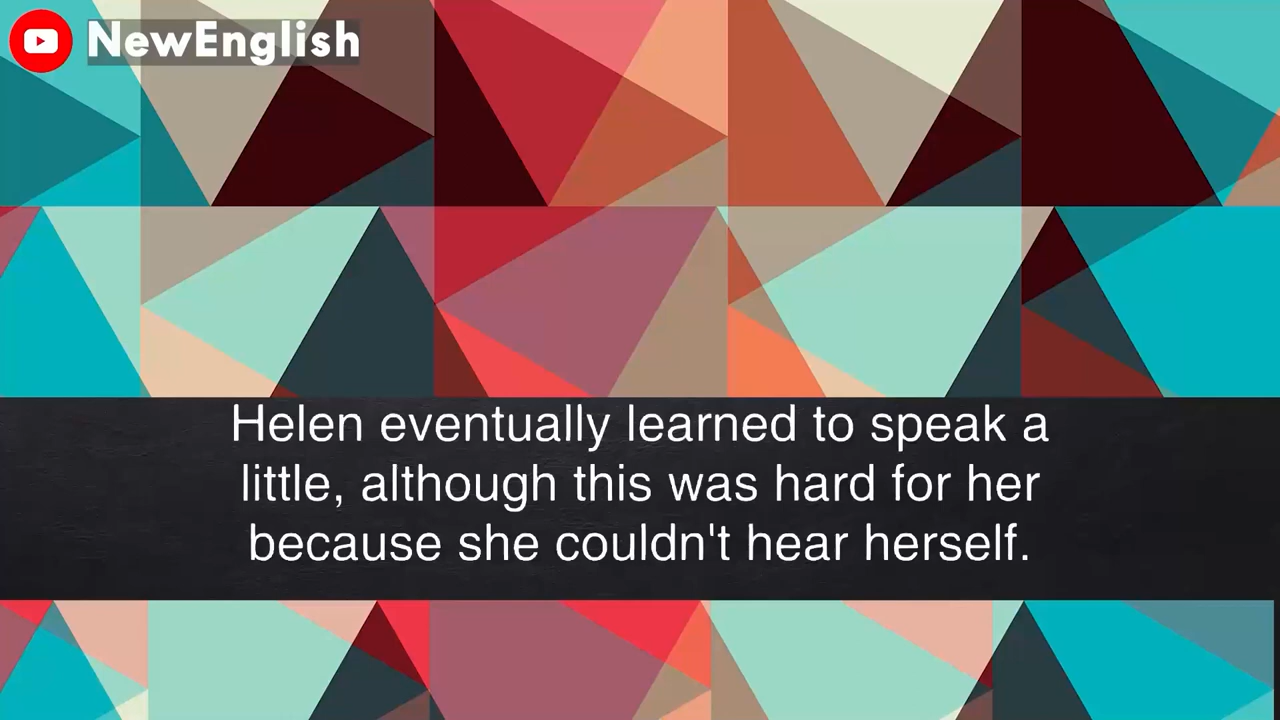 NewEnglish
Helen eventually learned to speak a
little, although this was hard for her
because she couldn't hear herself.